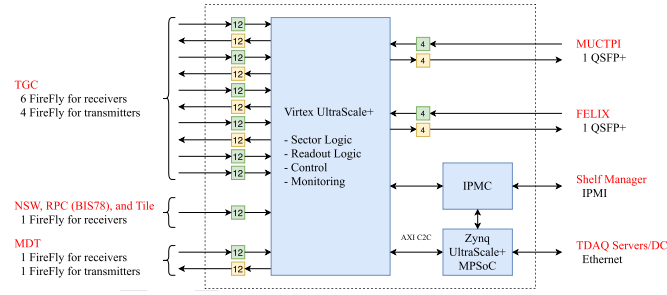 TGC
6 FireFly for receivers
4 FireFly for transmitters
NSW, RPC (BIS78), and Tile
1 FireFly for receivers
MDT
1 FireFly for receivers
1 FireFly for transmitters
12
12
12
12
12
12
12
12
12
12
12
12
12
Virtex UltraScale+
- Sector Logic
- Readout Logic
- Control
- Monitoring
4
4
4
4
IPMC
AXI C2C
Zynq
UltraScale+
MPSoC
MUCTPI
1 QSFP+
FELIX
1 QSFP+
Shelf Manager
IPMI
TDAQ Servers/DC
Ethernet